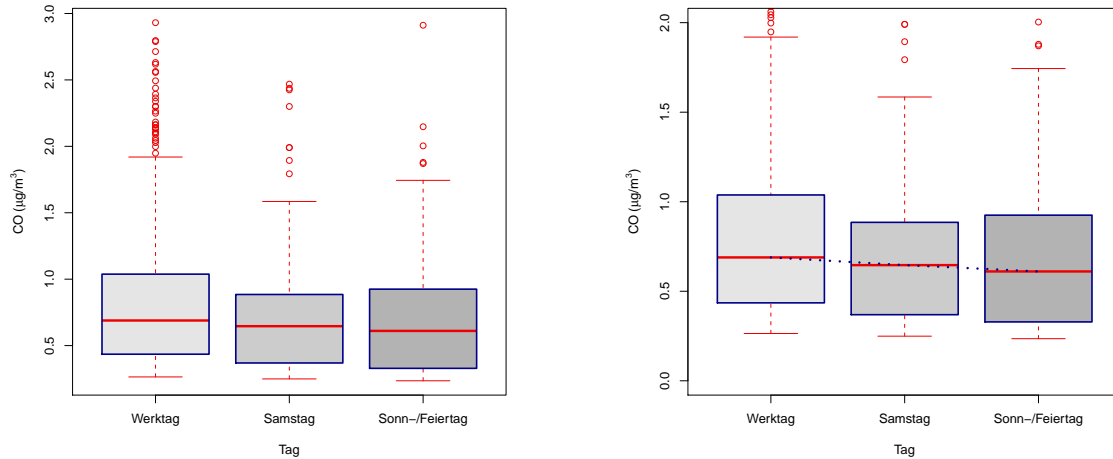 3.0
2.5
2.0
1.5
1.0
0.5
CO (µg/m³)
Werktag
Samstag
Sonn−/Feiertag
Tag
2.0
1.5
1.0
0.5
0.0
CO (µg/m³)
Werktag
Samstag
Sonn−/Feiertag
Tag